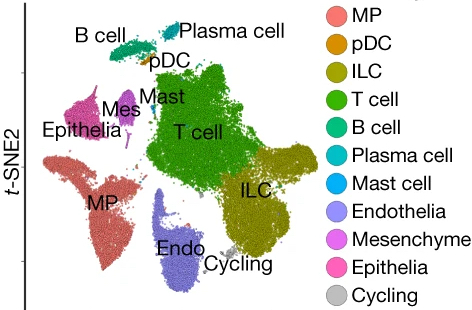 t-SNE2
B cell
Plasma cell
pDC
Mast
Mes
Epithelia
T cell
MP
ILC
Endo
Cycling
MP
pDC
ILC
T cell
B cell
Plasma cell
Mast cell
Endothelia
Mesenchyme
Epithelia
Cycling